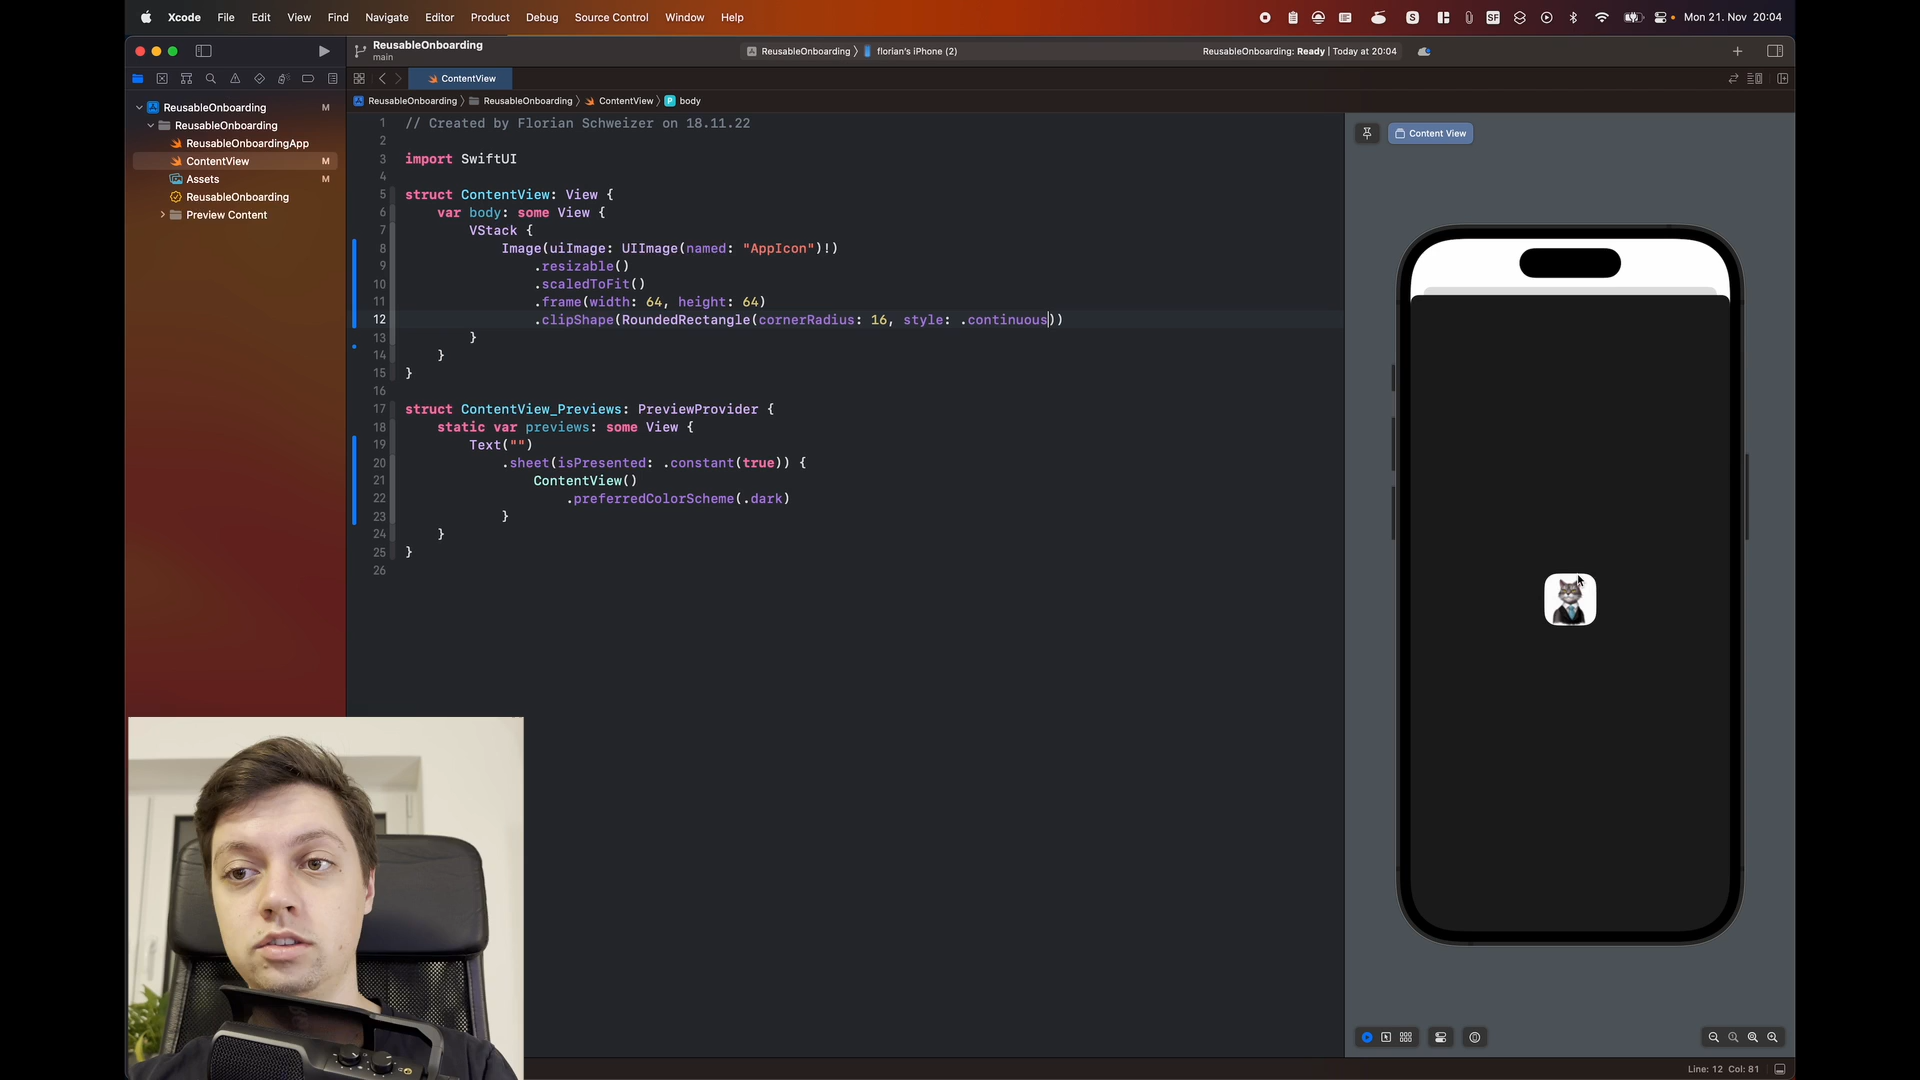 Xcode File Edit View Find Navigate Editor Product Debug Source Control Window Help
S SF Mon 21. Nov 20:04
ReusableOnboarding
main
ReusableOnboarding florian's iPhone (2)
ReusableOnboarding: Ready | Today at 20:04
ContentView
ReusableOnboarding ReusableOnboarding ContentView P body
ReusableOnboarding M
ReusableOnboarding
ReusableOnboardingApp
ContentView M
Assets M
ReusableOnboarding
Preview Content
1 // Created by Florian Schweizer on 18.11.22
2
3 import SwiftUI
4
5 struct ContentView: View {
6 var body: some View {
7 VStack {
8 Image(uiImage: UIImage(named: "AppIcon")!)
9 .resizable()
10 .scaledToFit()
11 .frame(width: 64, height: 64)
12 .clipShape(RoundedRectangle(cornerRadius: 16, style: .continuous))
13 }
14 }
15 }
16
17 struct ContentView_Previews: PreviewProvider {
18 static var previews: some View {
19 Text("")
20 .sheet(isPresented: .constant(true)) {
21 ContentView()
22 .preferredColorScheme(.dark)
23 }
24 }
25 }
26
Content View
Line: 12 Col: 81